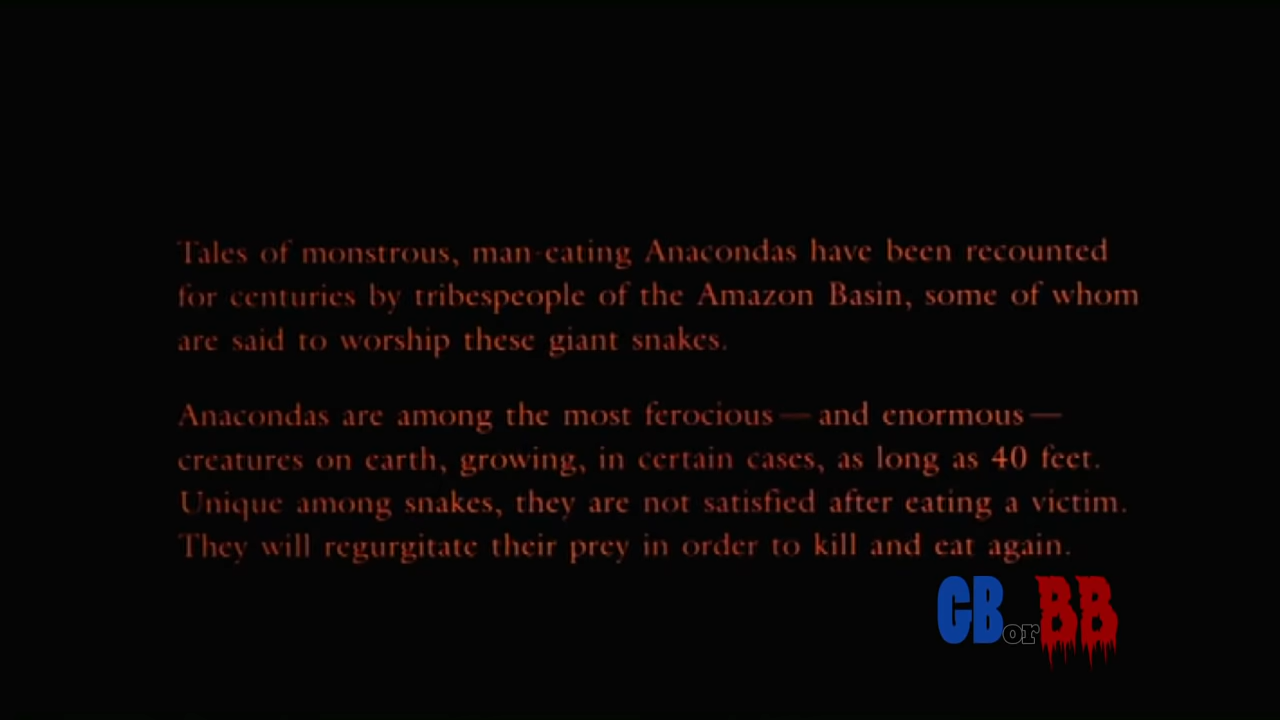 Tales of monstrous, man-eating Anacondas have been recounted
for centuries by tribespeople of the Amazon Basin, some of whom
are said to worship these giant snakes.
Anacondas are among the most ferocious — and enormous —
creatures on earth, growing, in certain cases, as long as 40 feet.
Unique among snakes, they are not satisfied after eating a victim.
They will regurgitate their prey in order to kill and eat again.
GB or BB